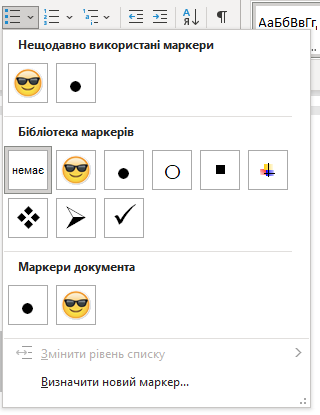 АаБбВвГг,
Нещодавно використані маркери
Бібліотека маркерів
немає
Маркери документа
Змінити рівень списку
Визначити новий маркер...